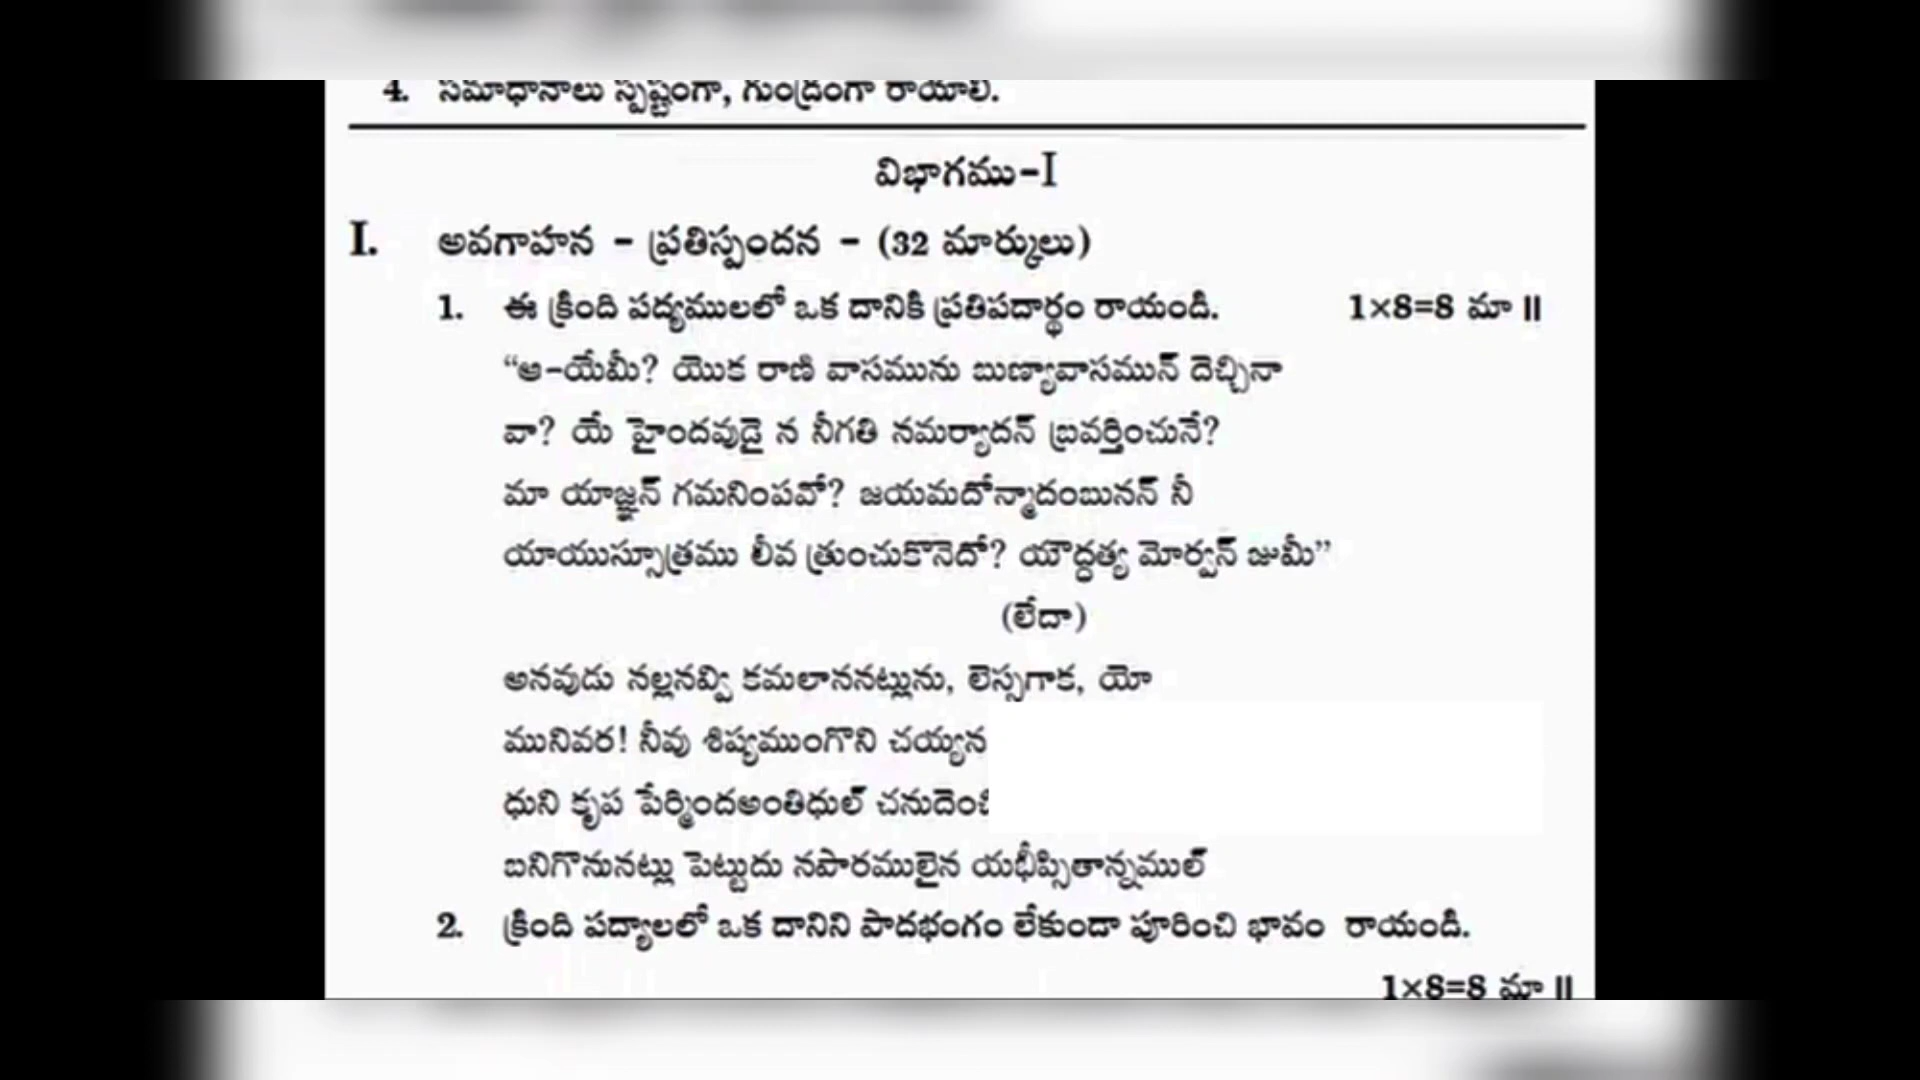 4. సమాధానాలు స్పష్టంగా, గుండ్రంగా రాయాలి.
విభాగము-I
I. అవగాహన - ప్రతిస్పందన - (32 మార్కులు)
1. ఈ క్రింది పద్యములలో ఒక దానికి ప్రతిపదార్థం రాయండి. 1×8=8 మా॥
“ఆ-యేమీ? యొక రాణి వాసమును బుణ్యావాసమున్ దెచ్చినా
వా? యే హైందవుడై న నీగతి నమర్యాదన్ బ్రవర్తించునే?
మా యాజ్ఞన్ గమనింపవో? జయమదోన్మాదంబునన్ నీ
యాయుస్సూత్రము లీవ త్రుంచుకొనెదో? యౌద్ధత్య మోర్వన్ జుమీ”
(లేదా)
అనవుడు నల్లనవ్వి కమలాననట్లును, లెస్సగాక, యో
మునివర! నీవు శిష్యముంగొని చయ్యన
ధుని కృప పేర్మిందఅంతిధుల్
బనిగొనునట్లు పెట్టుదు నపారములైన యభీప్సితాన్నముల్
2. క్రింది పద్యాలలో ఒక దానిని పాదభంగం లేకుండా పూరించి భావం రాయండి.
1×8=8 మా॥